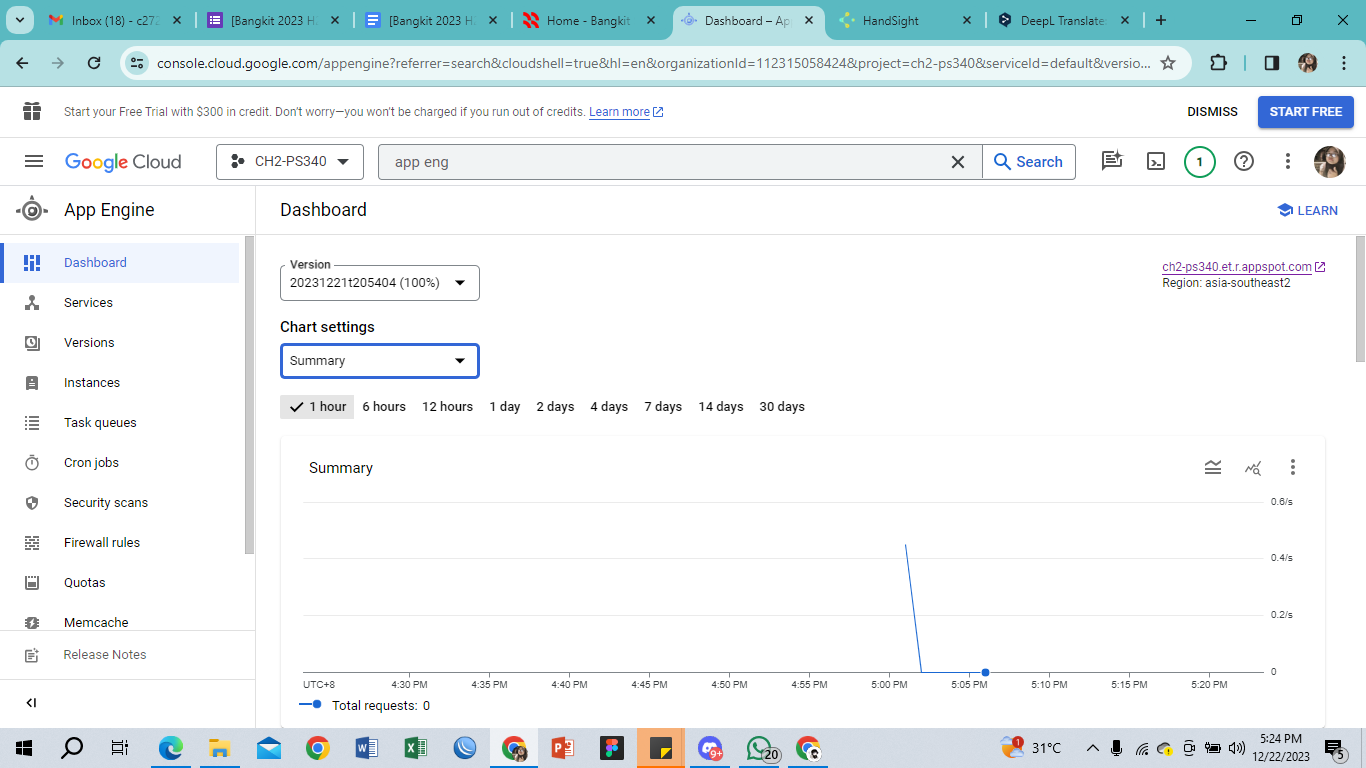 Inbox (18) - c272
[Bangkit 2023 H
[Bangkit 2023 H
Home - Bangkit
Dashboard – Ap
HandSight
DeepL Translate
console.cloud.google.com/appengine?referrer=search&cloudshell=true&hl=en&organizationId=112315058424&project=ch2-ps340&serviceId=default&versio...
Start your Free Trial with $300 in credit. Don't worry—you won't be charged if you run out of credits. Learn more
DISMISS
START FREE
Google Cloud
CH2-PS340
app eng
Search
1
App Engine
Dashboard
LEARN
Dashboard
Services
Versions
Instances
Task queues
Cron jobs
Security scans
Firewall rules
Quotas
Memcache
Release Notes
Version
20231221t205404 (100%)
ch2-ps340.et.r.appspot.com
Region: asia-southeast2
Chart settings
Summary
1 hour 6 hours 12 hours 1 day 2 days 4 days 7 days 14 days 30 days
Summary
0.6/s
0.4/s
0.2/s
0
UTC+8 4:30 PM 4:35 PM 4:40 PM 4:45 PM 4:50 PM 4:55 PM 5:00 PM 5:05 PM 5:10 PM 5:15 PM 5:20 PM
Total requests: 0
9+
20
1
31°C
5:24 PM
12/22/2023
5